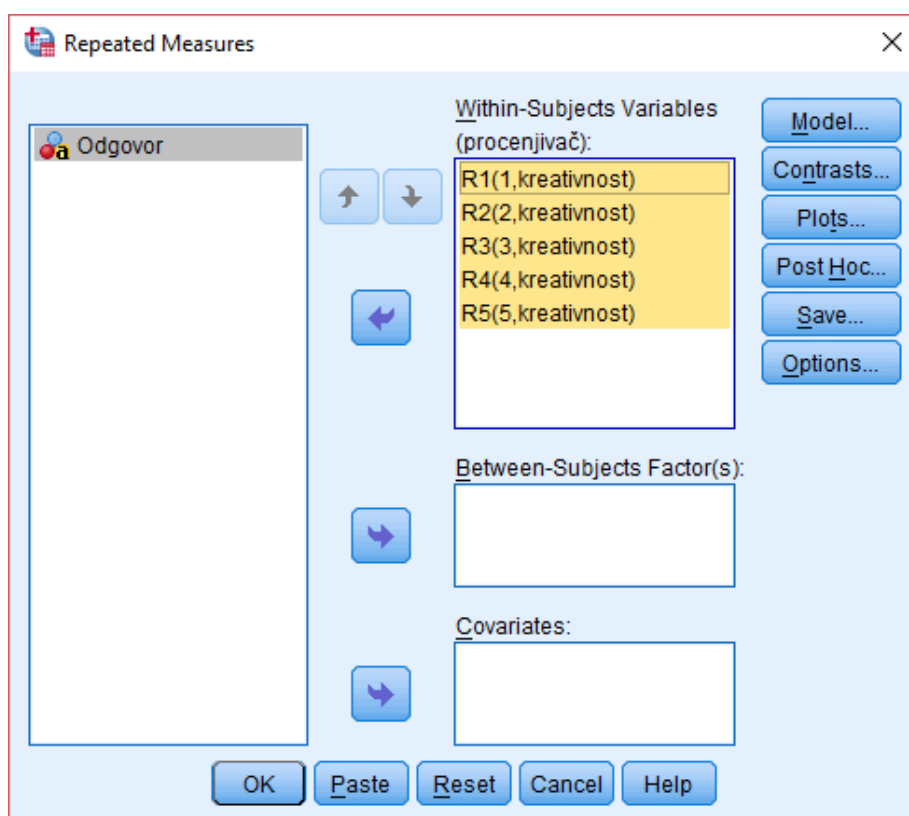 Repeated Measures
Odgovor
Within-Subjects Variables
(procenjivač):
R1(1,kreativnost)
R2(2,kreativnost)
R3(3,kreativnost)
R4(4,kreativnost)
R5(5,kreativnost)
Between-Subjects Factor(s):
Covariates:
Model...
Contrasts...
Plots...
Post Hoc...
Save...
Options...
OK
Paste
Reset
Cancel
Help